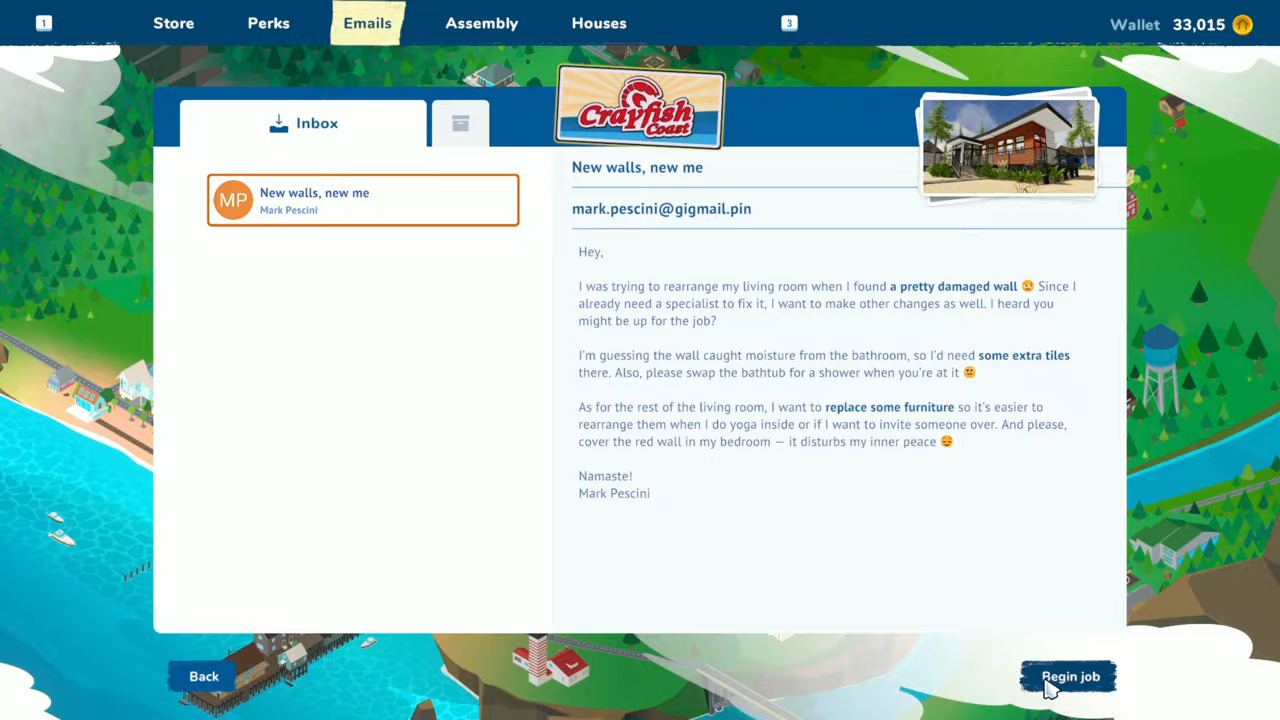 1 Store Perks Emails Assembly Houses 3 Wallet 33,015
Inbox
Crayfish
Coast
New walls, new me
MP New walls, new me
Mark Pescini
mark.pescini@gigmail.pin
Hey,
I was trying to rearrange my living room when I found a pretty damaged wall 😢 Since I
already need a specialist to fix it, I want to make other changes as well. I heard you
might be up for the job?
I'm guessing the wall caught moisture from the bathroom, so I'd need some extra tiles
there. Also, please swap the bathtub for a shower when you're at it 😀
As for the rest of the living room, I want to replace some furniture so it's easier to
rearrange them when I do yoga inside or if I want to invite someone over. And please,
cover the red wall in my bedroom — it disturbs my inner peace 😌
Namaste!
Mark Pescini
Back
Begin job